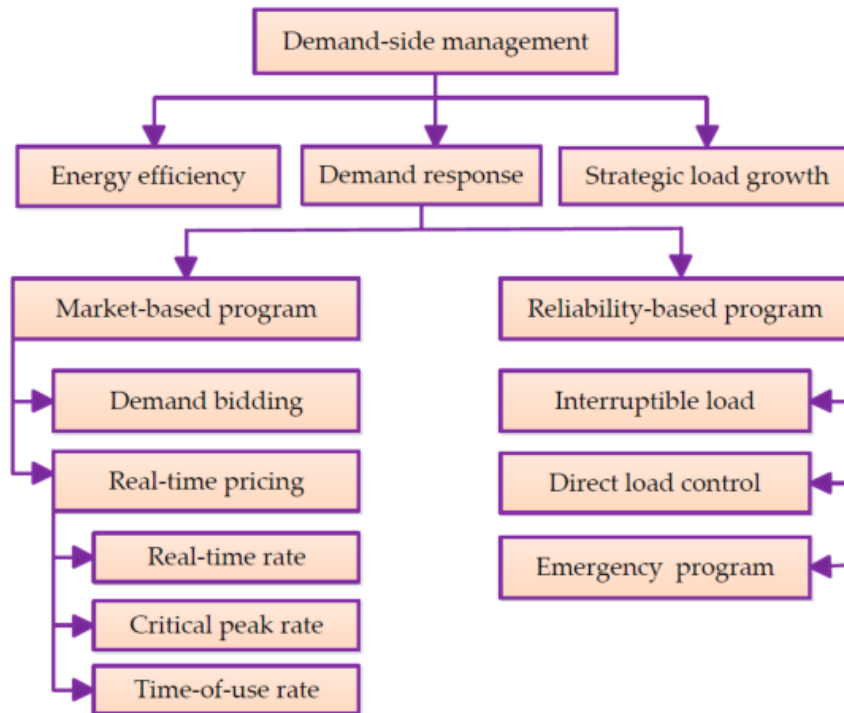 Demand-side management
Energy efficiency
Demand response
Strategic load growth
Market-based program
Reliability-based program
Demand bidding
Interruptible load
Real-time pricing
Direct load control
Real-time rate
Emergency program
Critical peak rate
Time-of-use rate